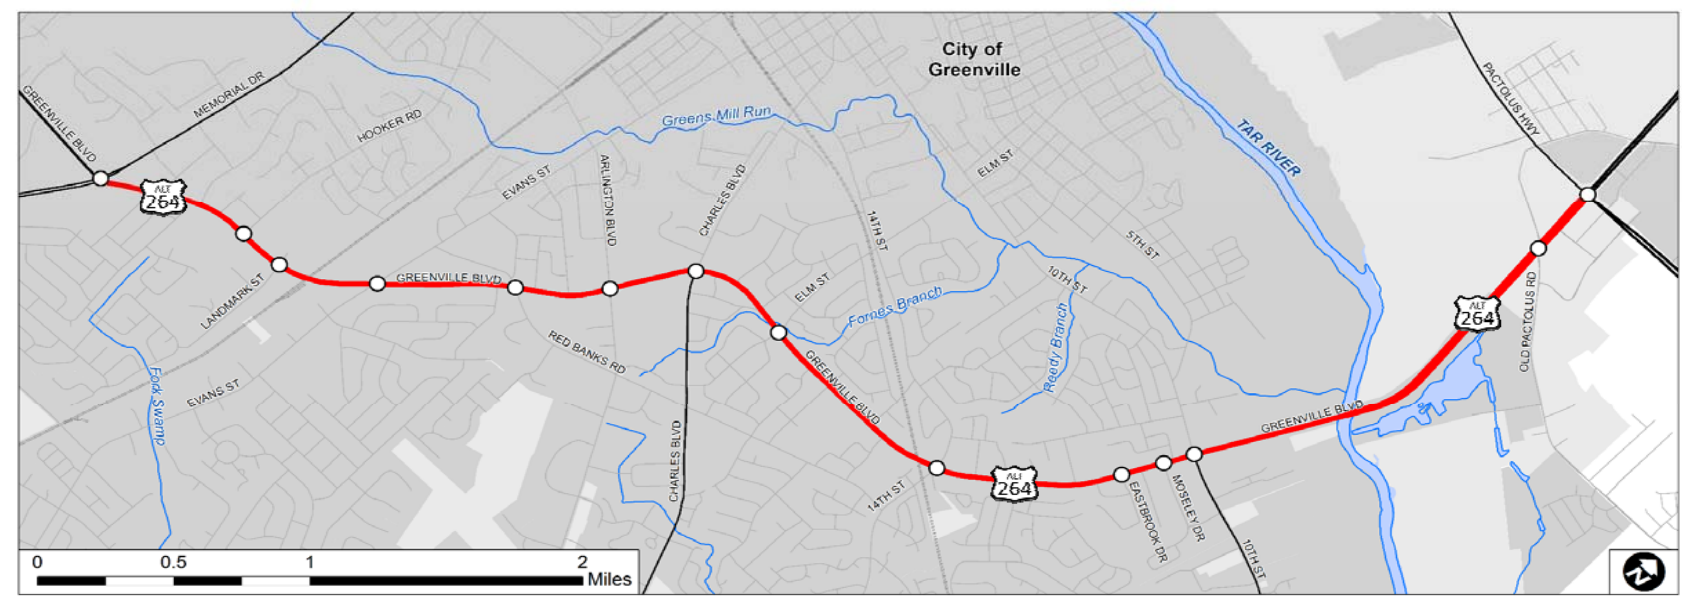 City of
Greenville
GREENVILLE BLVD
MEMORIAL DR
HOOKER RD
Greens Mill Run
TAR RIVER
PACTOLUS HWY
ALT
264
EVANS ST
ARLINGTON BLVD
CHARLES BLVD
ELM ST
14TH ST
5TH ST
10TH ST
LANDMARK ST
GREENVILLE BLVD
ELM ST
Fornes Branch
Reedy Branch
ALT
264
OLD PACTOLUS RD
RED BANKS RD
GREENVILLE BLVD
Fork Swamp
EVANS ST
CHARLES BLVD
GREENVILLE BLVD
14TH ST
ALT
264
EASTBROOK DR
MOSELEY DR
10TH ST
0 0.5 1 2
Miles
N